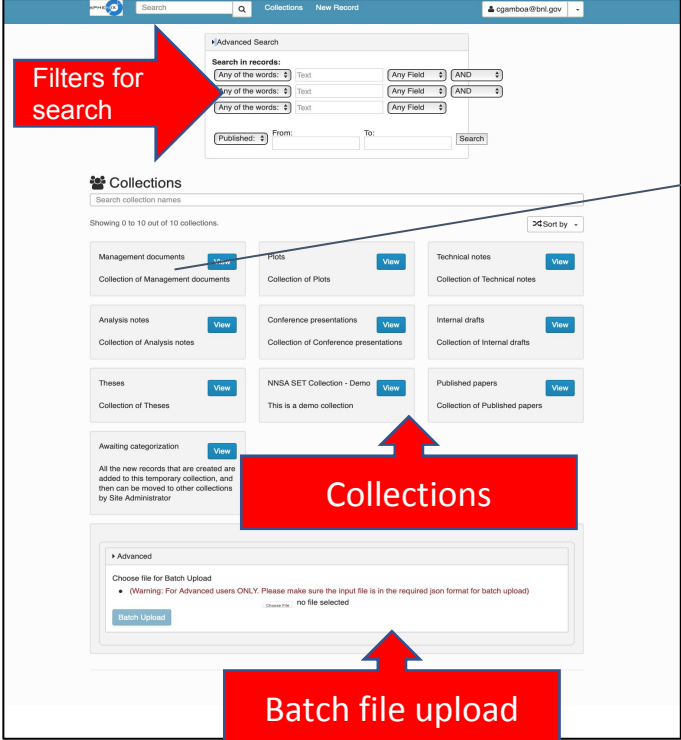 SPHENIX Search Collections New Record cgamboa@bnl.gov
Advanced Search
Search in records:
Any of the words: Text Any Field AND
Any of the words: Text Any Field AND
Any of the words: Text Any Field
Published: From: To: Search
Filters for
search
Collections
Search collection names
Showing 0 to 10 out of 10 collections. Sort by
Management documents View
Collection of Management documents
Plots View
Collection of Plots
Technical notes View
Collection of Technical notes
Analysis notes View
Collection of Analysis notes
Conference presentations View
Collection of Conference presentations
Internal drafts View
Collection of Internal drafts
Theses View
Collection of Theses
NNSA SET Collection - Demo View
This is a demo collection
Published papers View
Collection of Published papers
Awaiting categorization View
All the new records that are created are
added to this temporary collection, and
then can be moved to other collections
by Site Administrator
Collections
Advanced
Choose file for Batch Upload
• (Warning: For Advanced users ONLY. Please make sure the input file is in the required json format for batch upload)
Choose File no file selected
Batch Upload
Batch file upload